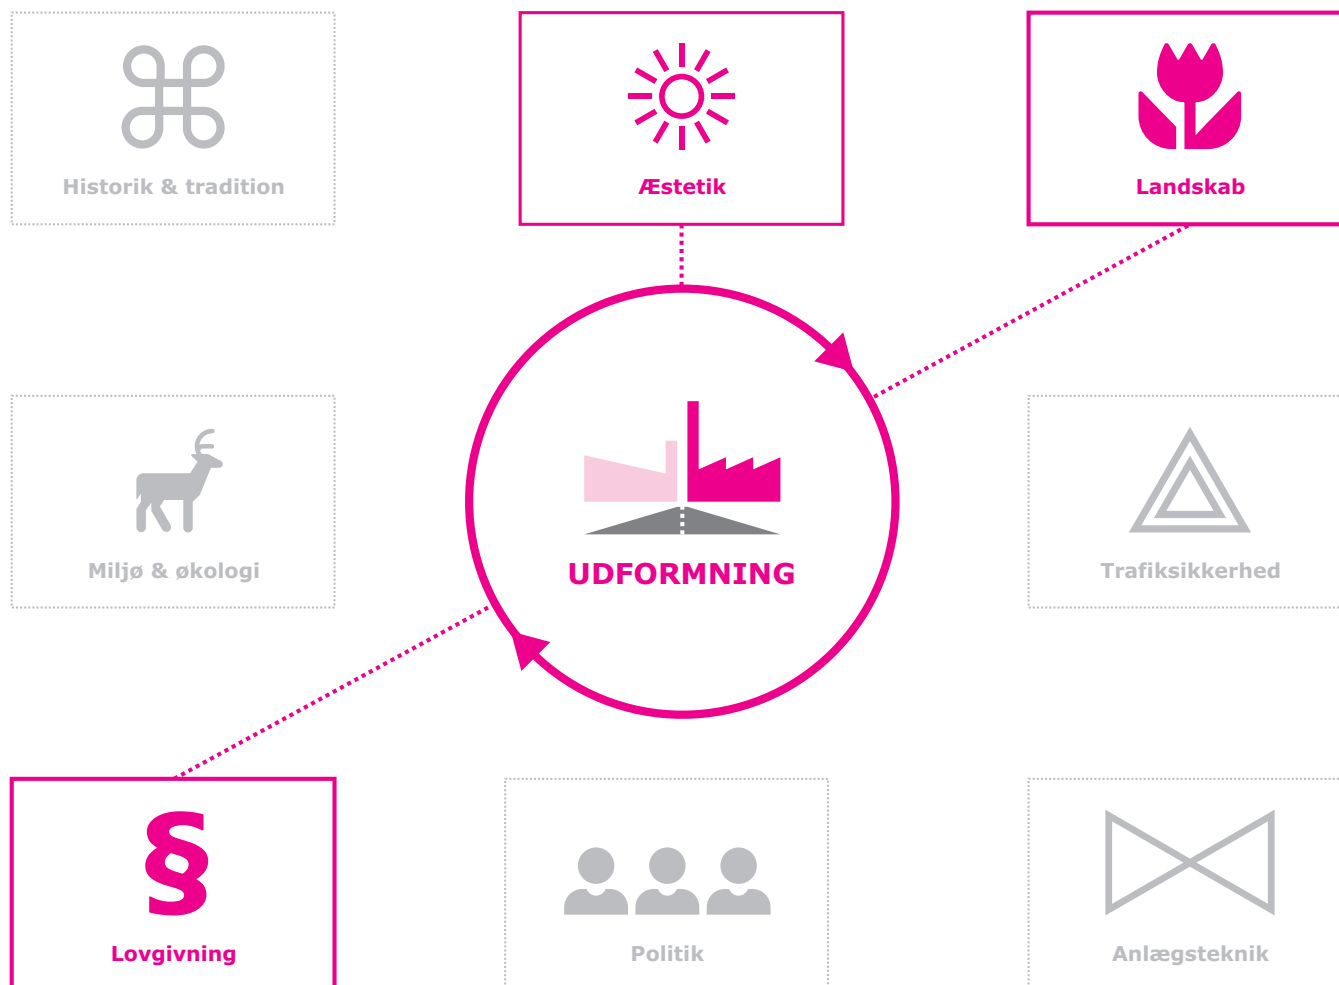 Historik & tradition
Æstetik
Landskab
Miljø & økologi
UDFORMNING
Trafiksikkerhed
§
Lovgivning
Politik
Anlægsteknik